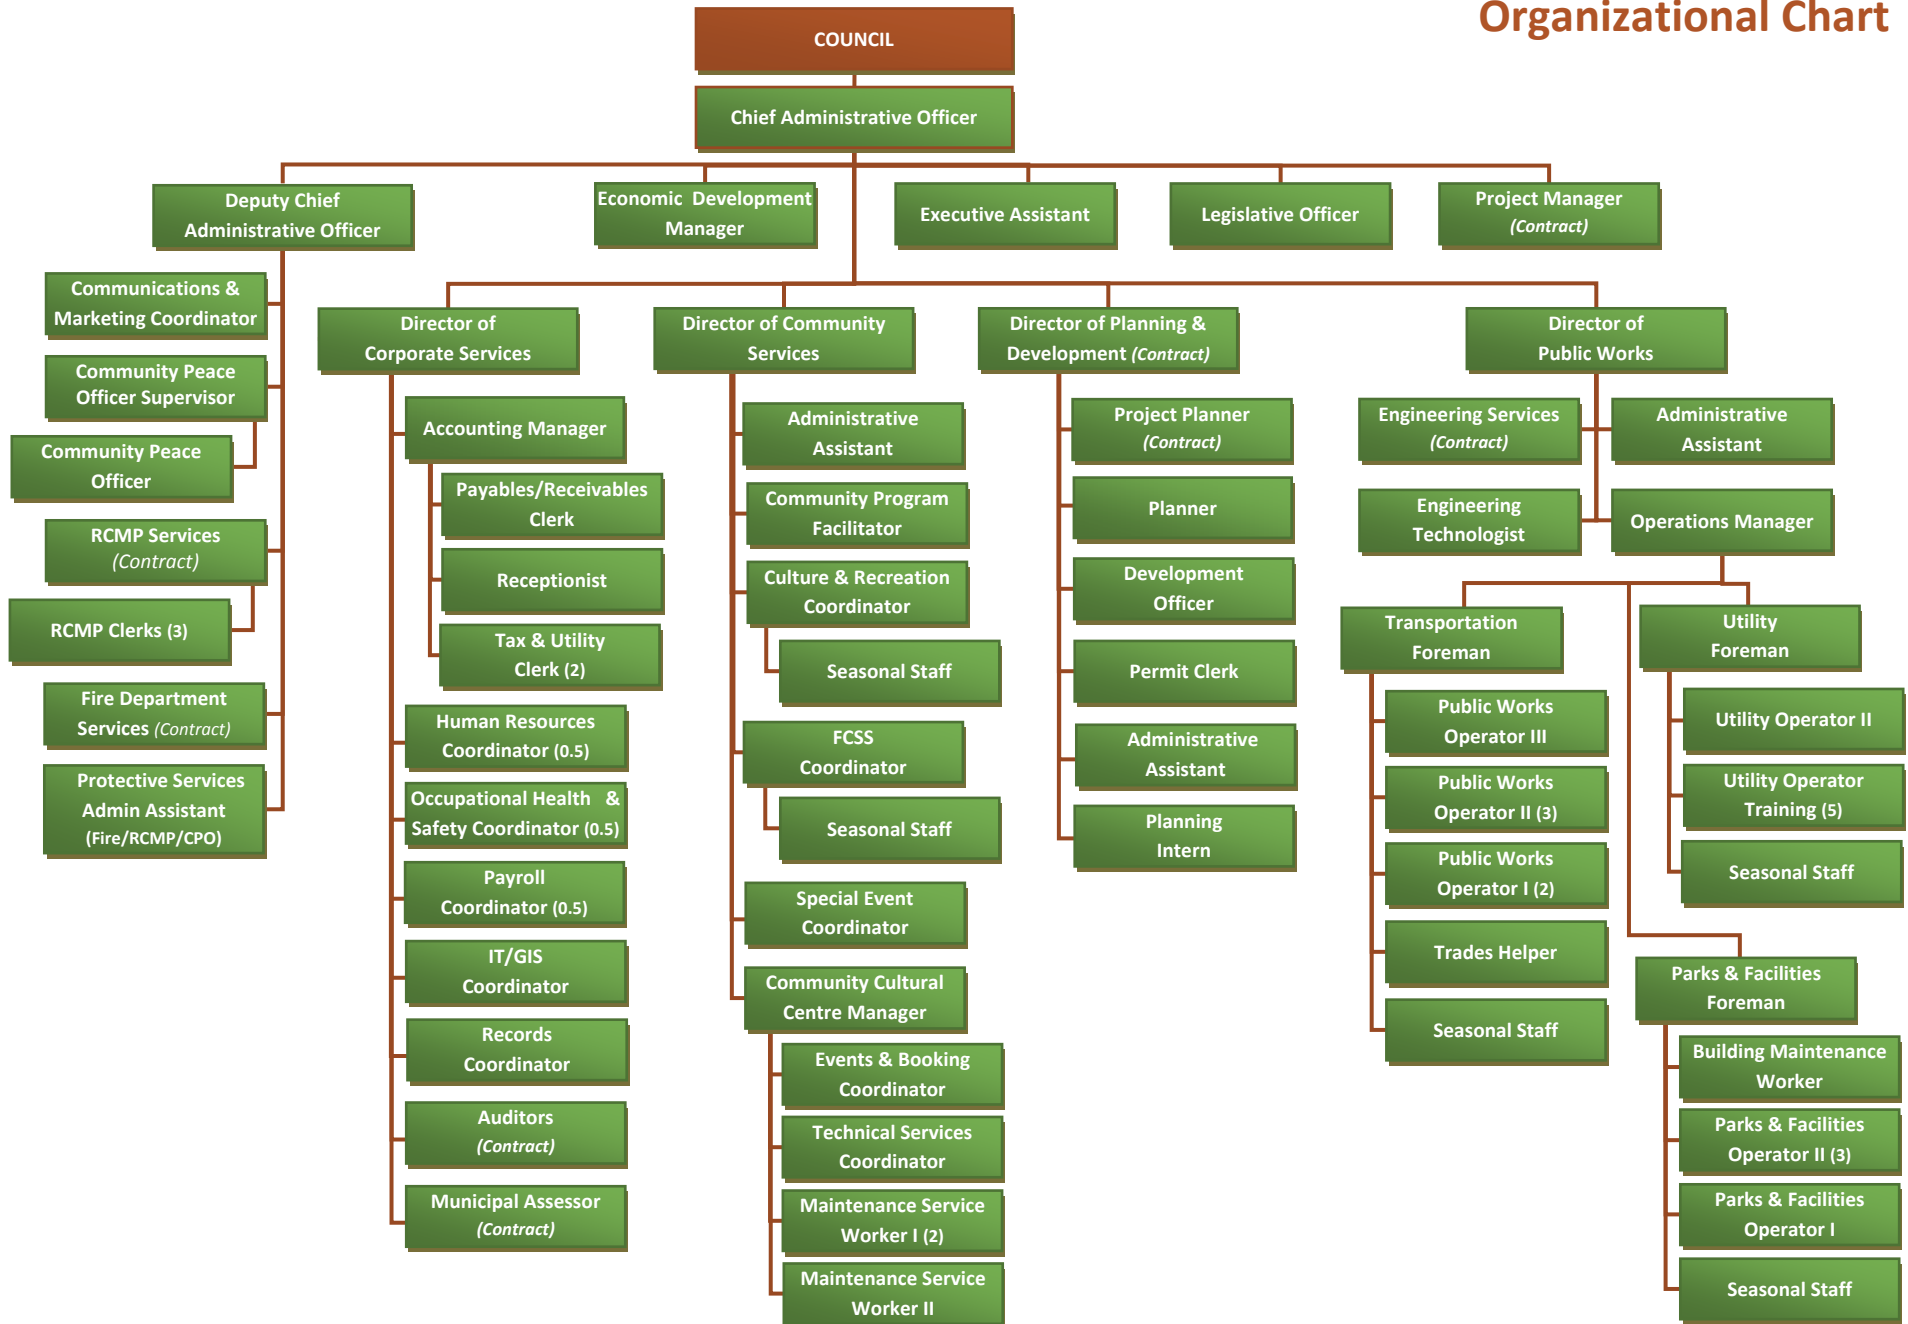 Organizational Chart
COUNCIL
Chief Administrative Officer
Deputy Chief
Administrative Officer
Economic Development
Manager
Executive Assistant
Legislative Officer
Project Manager
(Contract)
Communications &
Marketing Coordinator
Community Peace
Officer Supervisor
Community Peace
Officer
RCMP Services
(Contract)
RCMP Clerks (3)
Fire Department
Services (Contract)
Protective Services
Admin Assistant
(Fire/RCMP/CPO)
Director of
Corporate Services
Accounting Manager
Payables/Receivables
Clerk
Receptionist
Tax & Utility
Clerk (2)
Human Resources
Coordinator (0.5)
Occupational Health &
Safety Coordinator (0.5)
Payroll
Coordinator (0.5)
IT/GIS
Coordinator
Records
Coordinator
Auditors
(Contract)
Municipal Assessor
(Contract)
Director of Community
Services
Administrative
Assistant
Community Program
Facilitator
Culture & Recreation
Coordinator
Seasonal Staff
FCSS
Coordinator
Seasonal Staff
Special Event
Coordinator
Community Cultural
Centre Manager
Events & Booking
Coordinator
Technical Services
Coordinator
Maintenance Service
Worker I (2)
Maintenance Service
Worker II
Director of Planning &
Development (Contract)
Project Planner
(Contract)
Planner
Development
Officer
Permit Clerk
Administrative
Assistant
Planning
Intern
Director of
Public Works
Engineering Services
(Contract)
Administrative
Assistant
Engineering
Technologist
Operations Manager
Transportation
Foreman
Public Works
Operator III
Public Works
Operator II (3)
Public Works
Operator I (2)
Trades Helper
Seasonal Staff
Utility
Foreman
Utility Operator II
Utility Operator
Training (5)
Seasonal Staff
Parks & Facilities
Foreman
Building Maintenance
Worker
Parks & Facilities
Operator II (3)
Parks & Facilities
Operator I
Seasonal Staff